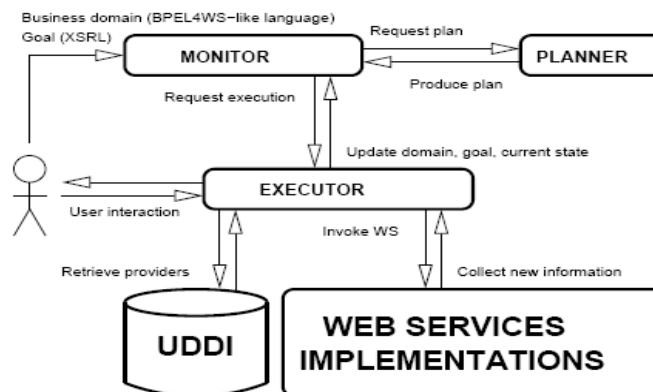 Business domain (BPEL4WS-like language)
Goal (XSRL)
MONITOR
Request plan
PLANNER
Produce plan
Request execution
Update domain, goal, current state
EXECUTOR
User interaction
Invoke WS
Retrieve providers
Collect new information
UDDI
WEB SERVICES
IMPLEMENTATIONS